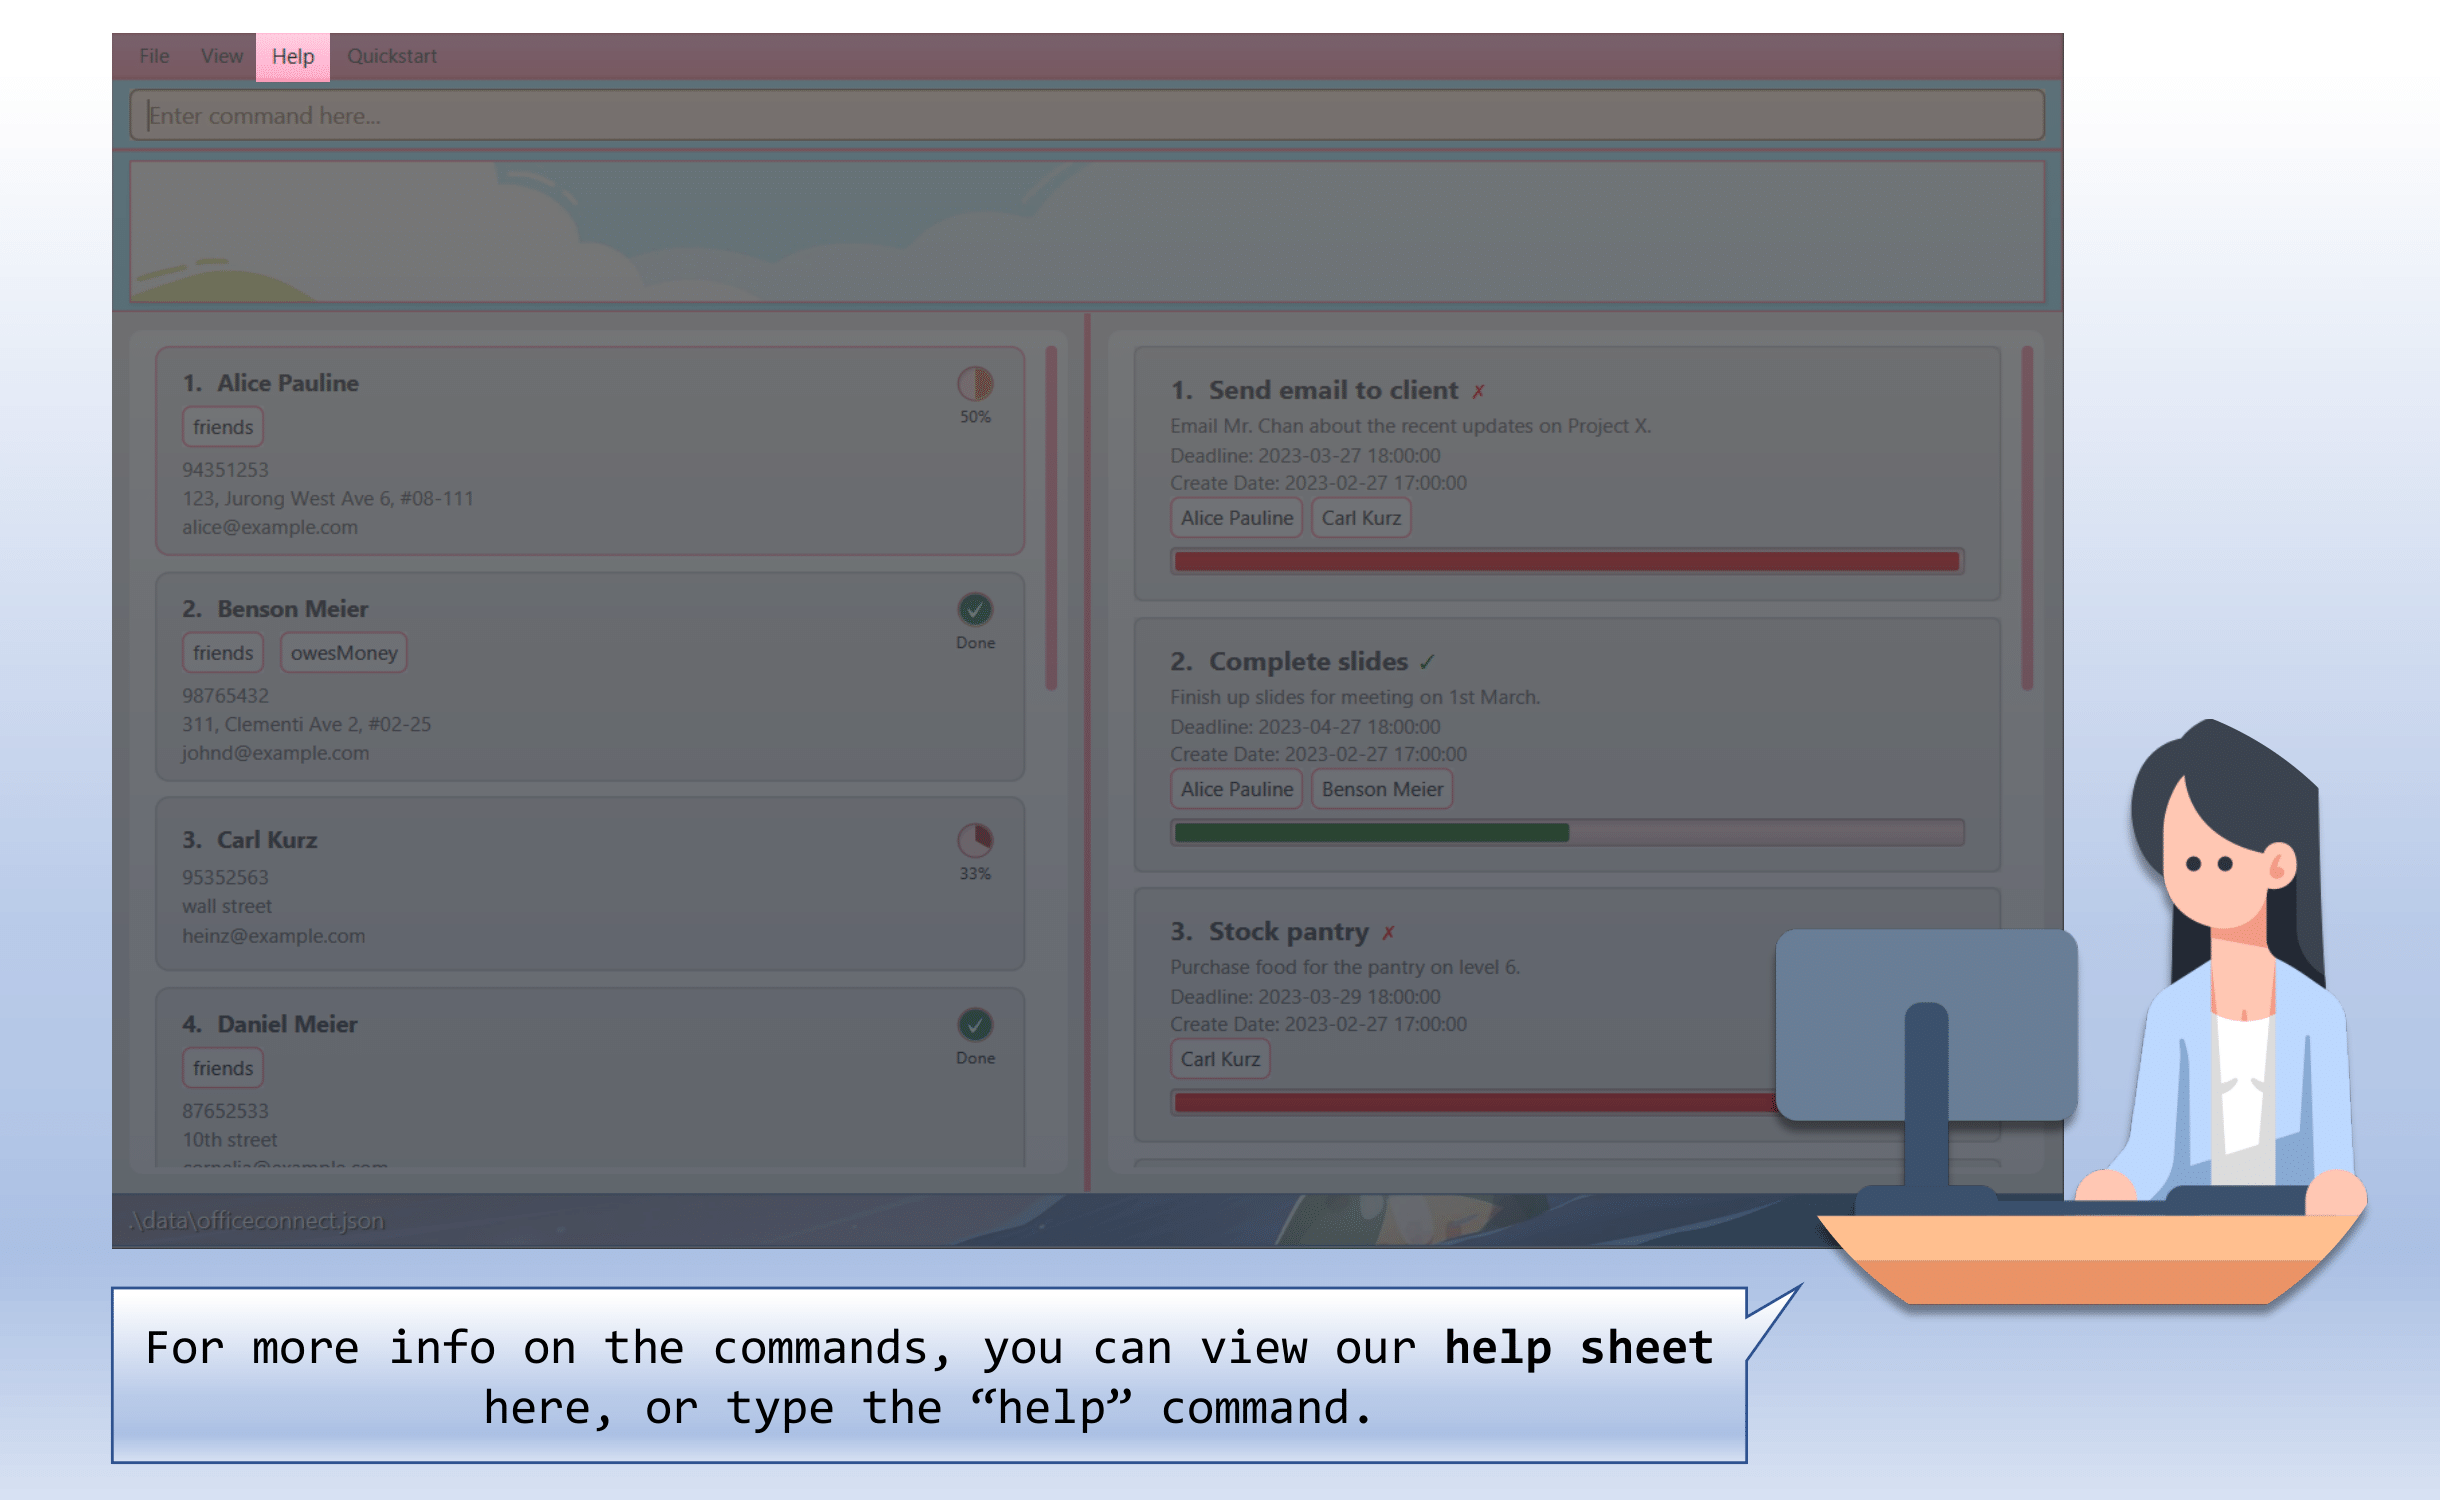 File View Help Quickstart
Enter command here...
1. Alice Pauline
friends
50%
94351253
123, Jurong West Ave 6, #08-111
alice@example.com
2. Benson Meier
friends owesMoney
Done
98765432
311, Clementi Ave 2, #02-25
johnd@example.com
3. Carl Kurz
33%
95352563
wall street
heinz@example.com
4. Daniel Meier
friends
Done
87652533
10th street
cornelia@example.com
1. Send email to client ✗
Email Mr. Chan about the recent updates on Project X.
Deadline: 2023-03-27 18:00:00
Create Date: 2023-02-27 17:00:00
Alice Pauline Carl Kurz
2. Complete slides ✓
Finish up slides for meeting on 1st March.
Deadline: 2023-04-27 18:00:00
Create Date: 2023-02-27 17:00:00
Alice Pauline Benson Meier
3. Stock pantry ✗
Purchase food for the pantry on level 6.
Deadline: 2023-03-29 18:00:00
Create Date: 2023-02-27 17:00:00
Carl Kurz
.\data\officeconnect.json
For more info on the commands, you can view our help sheet
here, or type the “help” command.